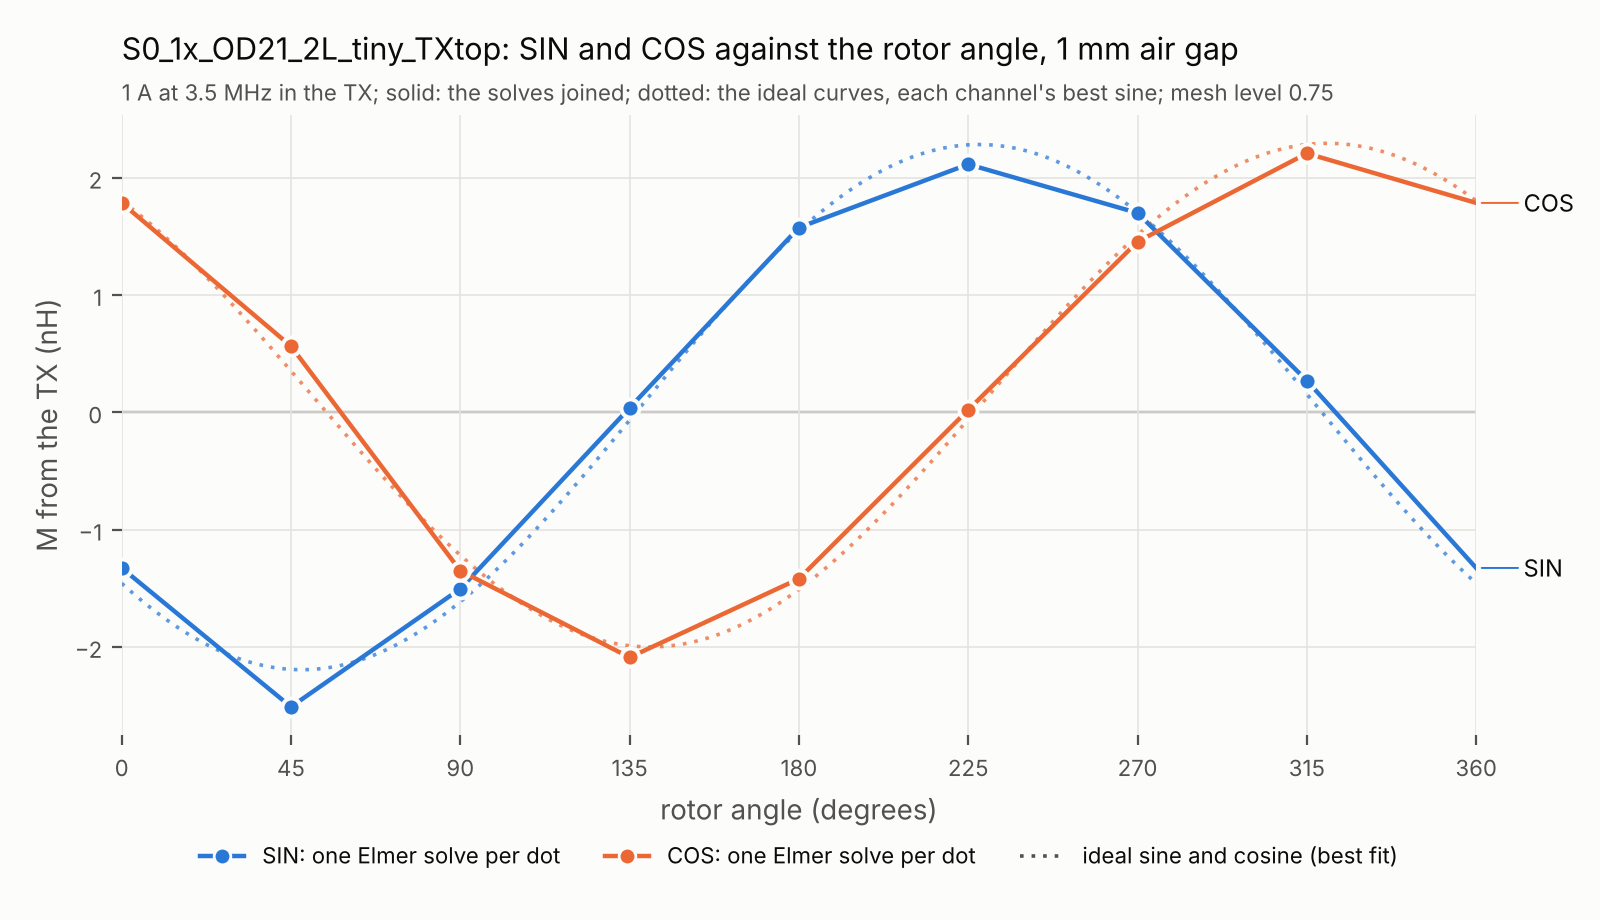 S0_1x_OD21_2L_tiny_TXtop: SIN and COS against the rotor angle, 1 mm air gap
1 A at 3.5 MHz in the TX; solid: the solves joined; dotted: the ideal curves, each channel's best sine; mesh level 0.75
M from the TX (nH)
2
1
0
−1
−2
COS
SIN
0 45 90 135 180 225 270 315 360
rotor angle (degrees)
SIN: one Elmer solve per dot COS: one Elmer solve per dot ideal sine and cosine (best fit)